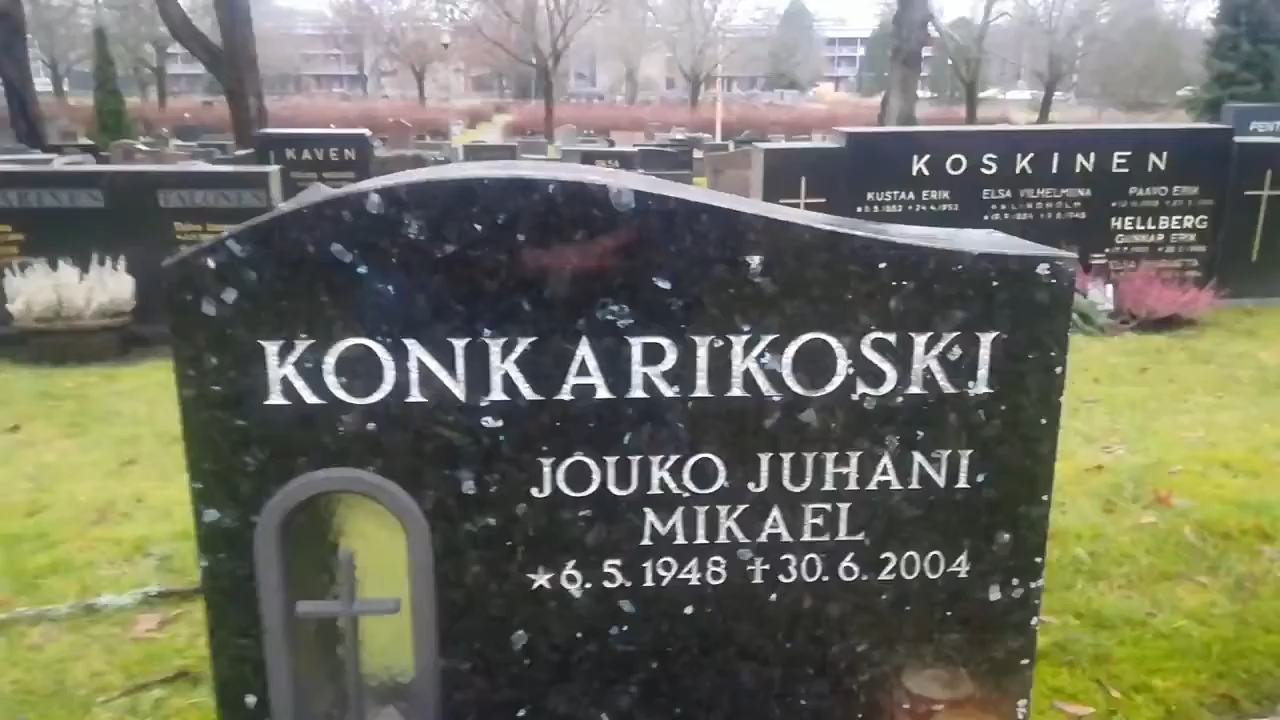 KAVEN
KOSKINEN
KUSTAA ERIK
ELSA VILHELMIINA
PAAVO ERIK
HELLBERG
GUNNAR ERIK
KONKARIKOSKI
JOUKO JUHANI
MIKAEL
★6.5.1948 ✝30.6.2004